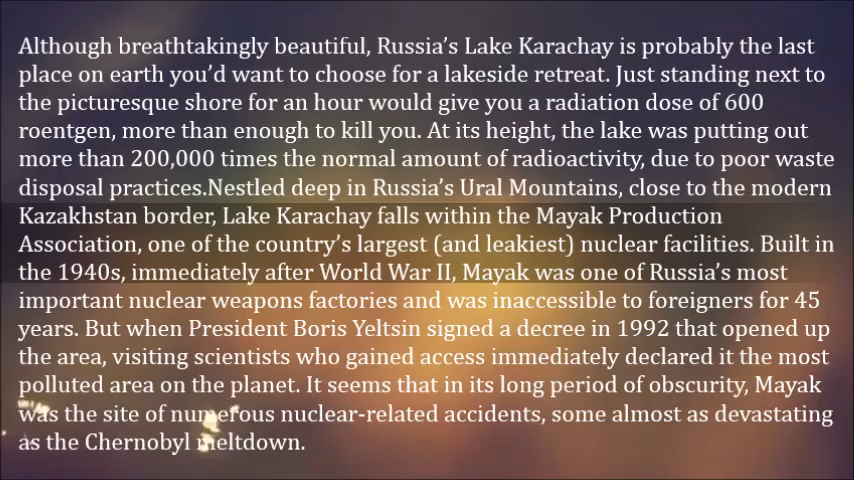 Although breathtakingly beautiful, Russia’s Lake Karachay is probably the last
place on earth you’d want to choose for a lakeside retreat. Just standing next to
the picturesque shore for an hour would give you a radiation dose of 600
roentgen, more than enough to kill you. At its height, the lake was putting out
more than 200,000 times the normal amount of radioactivity, due to poor waste
disposal practices.Nestled deep in Russia’s Ural Mountains, close to the modern
Kazakhstan border, Lake Karachay falls within the Mayak Production
Association, one of the country’s largest (and leakiest) nuclear facilities. Built in
the 1940s, immediately after World War II, Mayak was one of Russia’s most
important nuclear weapons factories and was inaccessible to foreigners for 45
years. But when President Boris Yeltsin signed a decree in 1992 that opened up
the area, visiting scientists who gained access immediately declared it the most
polluted area on the planet. It seems that in its long period of obscurity, Mayak
was the site of numerous nuclear-related accidents, some almost as devastating
as the Chernobyl meltdown.